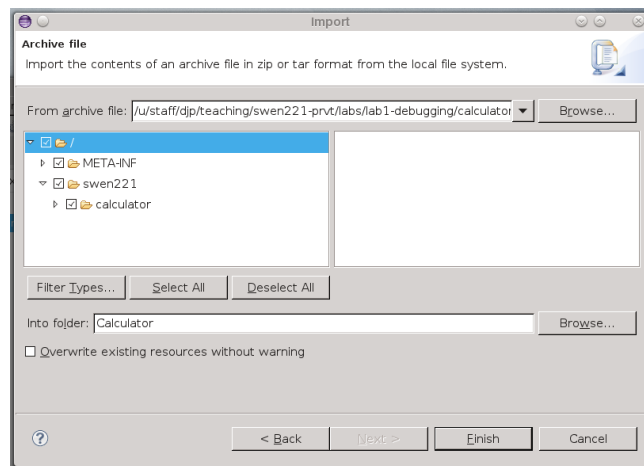 Import
Archive file
Import the contents of an archive file in zip or tar format from the local file system.
From archive file: /u/staff/djp/teaching/swen221-prvt/labs/lab1-debugging/calculator Browse...
/
META-INF
swen221
calculator
Filter Types... Select All Deselect All
Into folder: Calculator Browse...
Overwrite existing resources without warning
? < Back Next > Finish Cancel